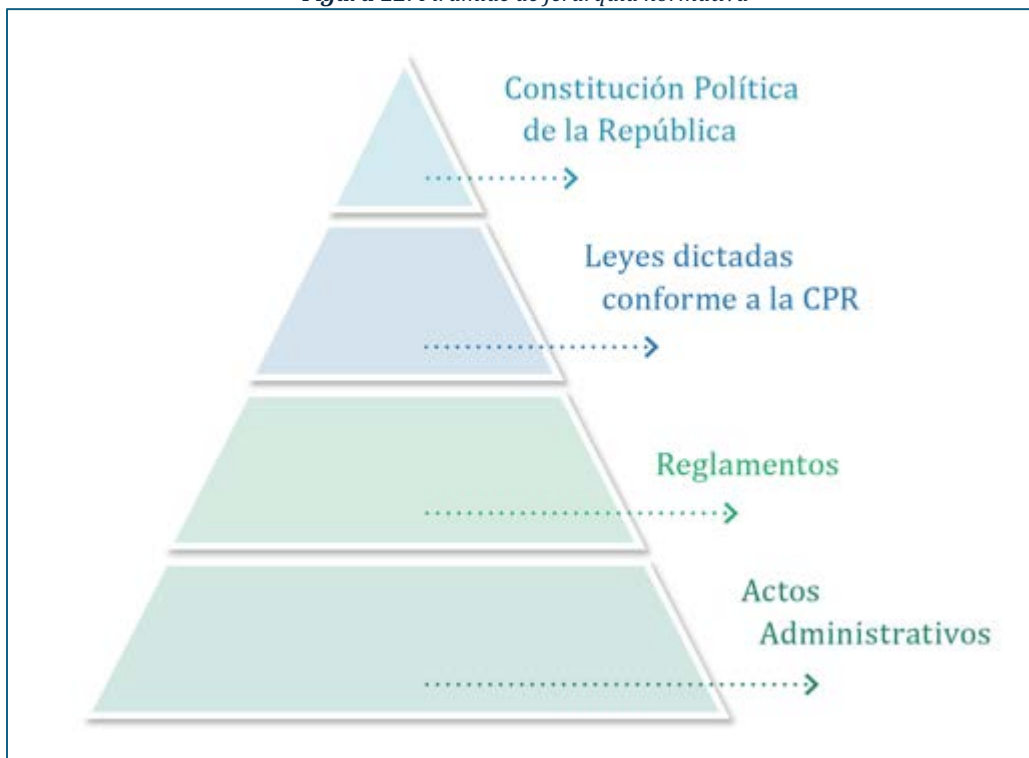 Constitución Política
de la República
Leyes dictadas
conforme a la CPR
Reglamentos
Actos
Administrativos